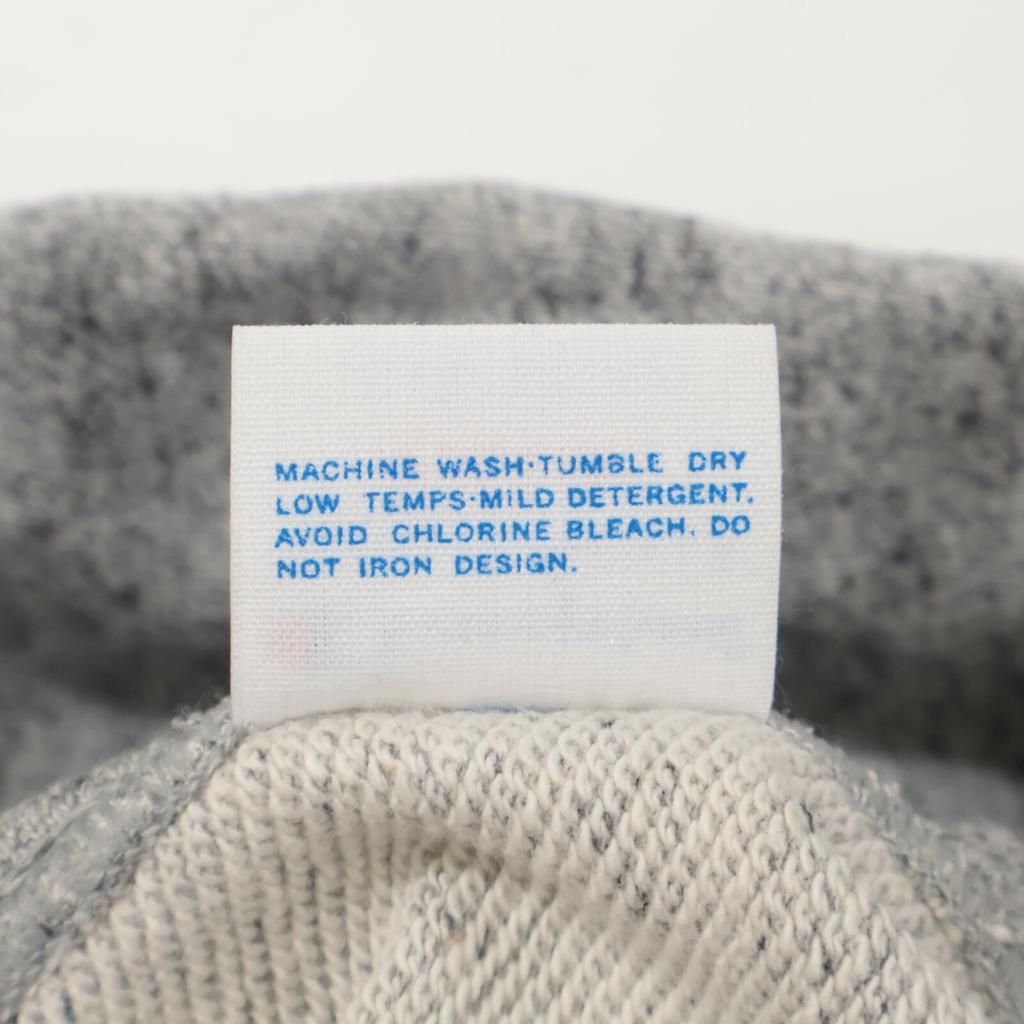 MACHINE WASH·TUMBLE DRY
LOW TEMPS·MILD DETERGENT.
AVOID CHLORINE BLEACH. DO
NOT IRON DESIGN.